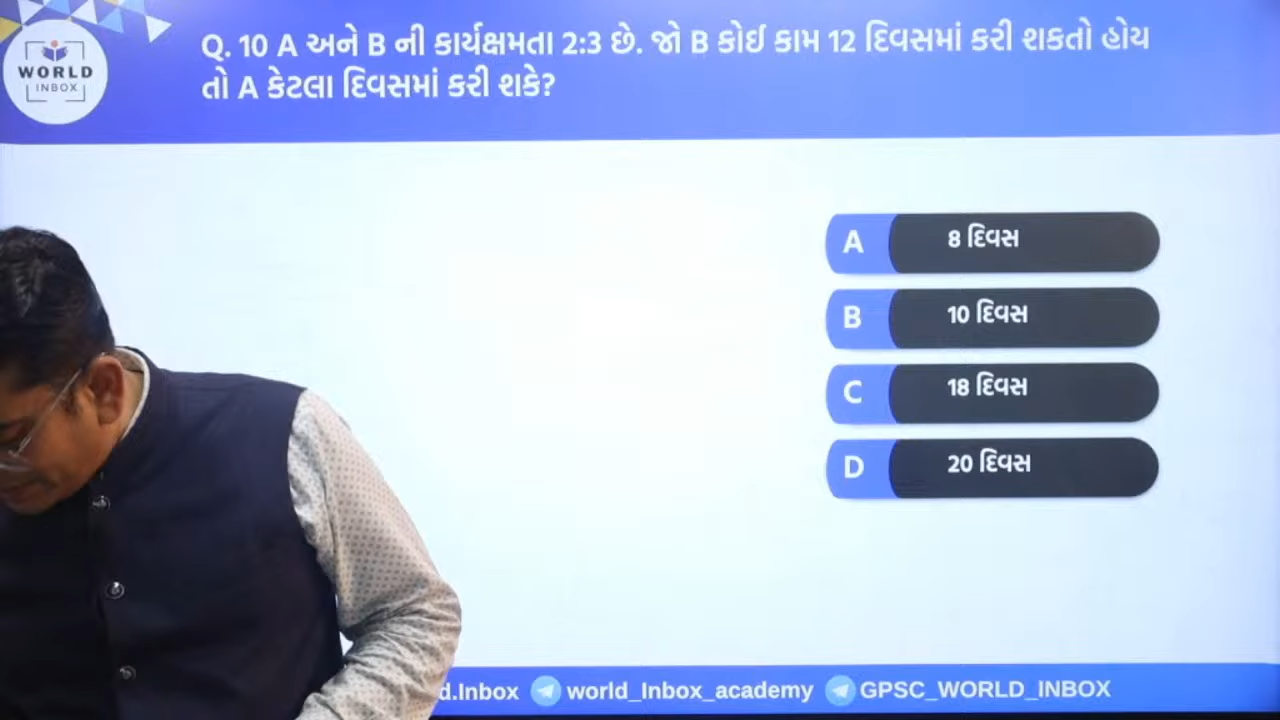 WORLD
INBOX
Q. 10 A અને B ની કાર્યક્ષમતા 2:3 છે. જો B કોઈ કામ 12 દિવસમાં કરી શકતો હોય
તો A કેટલા દિવસમાં કરી શકે?
A 8 દિવસ
B 10 દિવસ
C 18 દિવસ
D 20 દિવસ
d.Inbox world_Inbox_academy GPSC_WORLD_INBOX